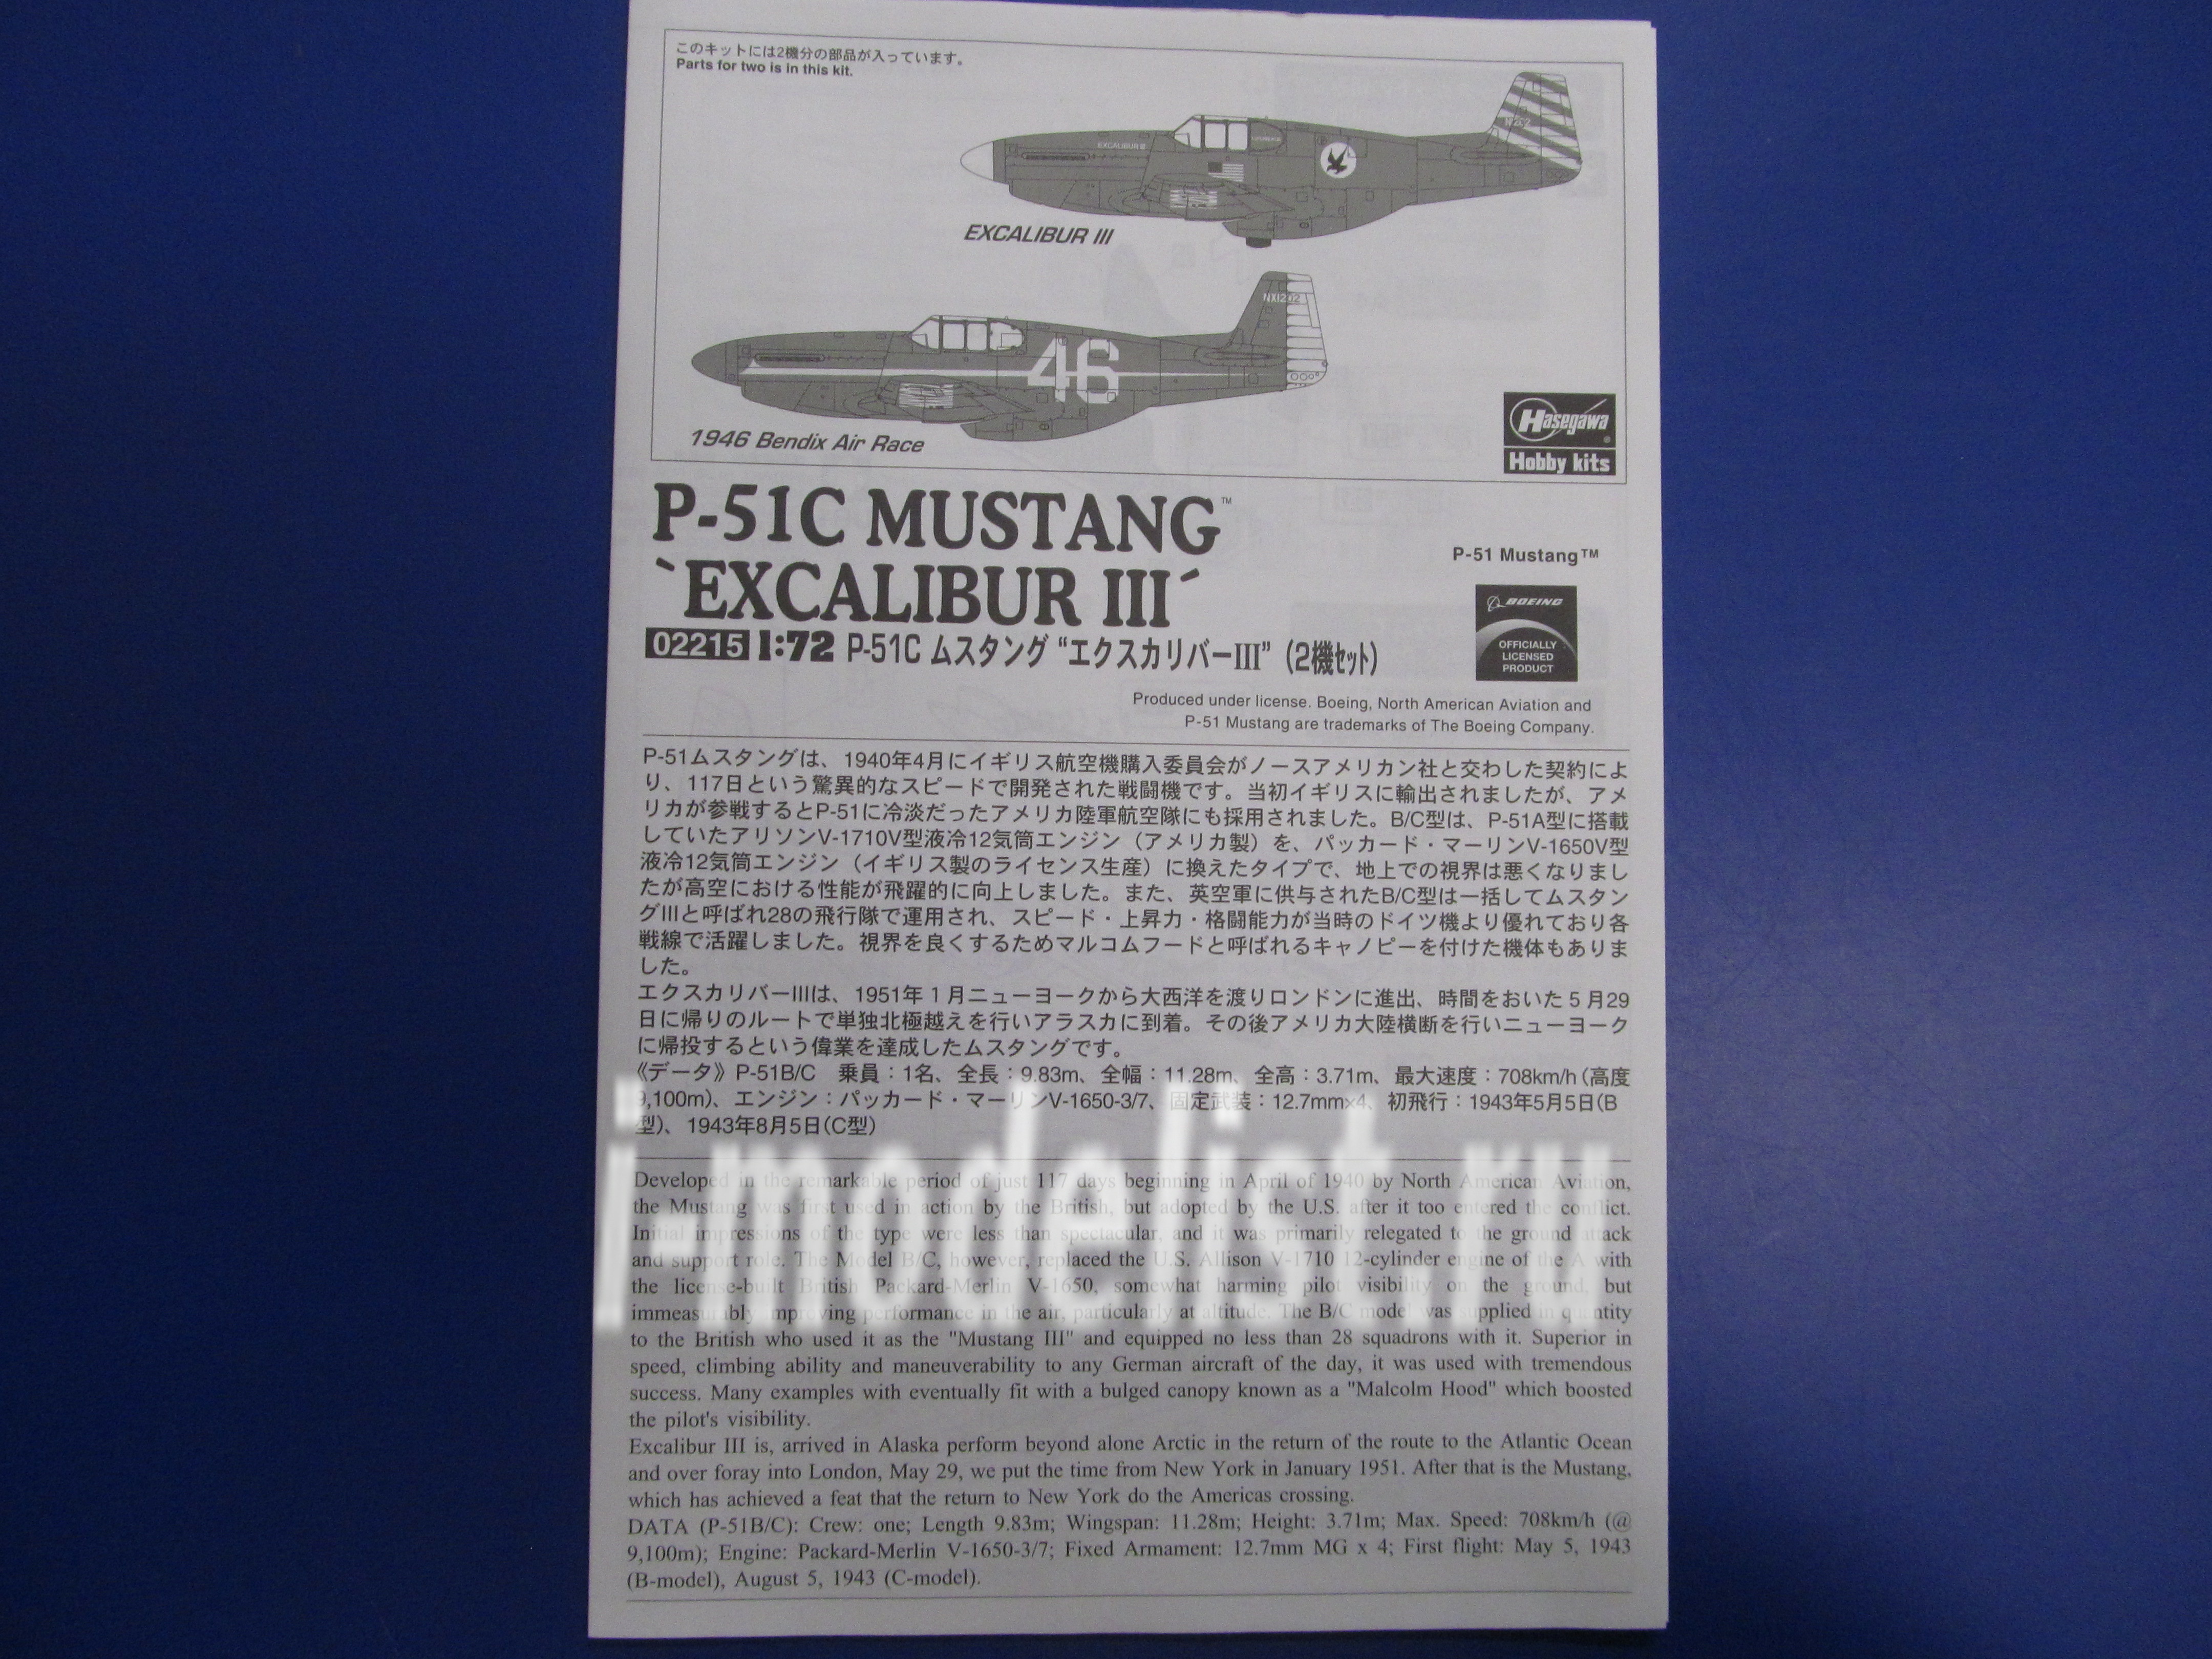 このキットには2機分の部品が入っています。
Parts for two is in this kit.
EXCALIBUR III
EXCALIBUR III
NX1202
46
1946 Bendix Air Race
Hasegawa
Hobby kits
P-51C MUSTANG™
`EXCALIBUR III´
P-51 Mustang™
BOEING
OFFICIALLY
LICENSED
PRODUCT
02215 1:72 P-51C ムスタング “エクスカリバーIII”（2機セット）
Produced under license. Boeing, North American Aviation and
P-51 Mustang are trademarks of The Boeing Company.
P-51ムスタングは、1940年4月にイギリス航空機購入委員会がノースアメリカン社と交わした契約によ
り、117日という驚異的なスピードで開発された戦闘機です。当初イギリスに輸出されましたが、アメ
リカが参戦するとP-51に冷淡だったアメリカ陸軍航空隊にも採用されました。B/C型は、P-51A型に搭載
していたアリソンV-1710V型液冷12気筒エンジン（アメリカ製）を、パッカード・マーリンV-1650V型
液冷12気筒エンジン（イギリス製のライセンス生産）に換えたタイプで、地上での視界は悪くなりまし
たが高空における性能が飛躍的に向上しました。また、英空軍に供与されたB/C型は一括してムスタン
グIIIと呼ばれ28の飛行隊で運用され、スピード・上昇力・格闘能力が当時のドイツ機より優れており各
戦線で活躍しました。視界を良くするためマルコムフードと呼ばれるキャノピーを付けた機体もありま
した。
エクスカリバーIIIは、1951年１月ニューヨークから大西洋を渡りロンドンに進出、時間をおいた５月29
日に帰りのルートで単独北極越えを行いアラスカに到着。その後アメリカ大陸横断を行いニューヨーク
に帰投するという偉業を達成したムスタングです。
《データ》P-51B/C　乗員：1名、全長：9.83m、全幅：11.28m、全高：3.71m、最大速度：708km/h（高度
9,100m）、エンジン：パッカード・マーリンV-1650-3/7、固定武装：12.7mm×4、初飛行：1943年5月5日（B
型）、1943年8月5日（C型）
i-modelist.ru
Developed in the remarkable period of just 117 days beginning in April of 1940 by North American Aviation,
the Mustang was first used in action by the British, but adopted by the U.S. after it too entered the conflict.
Initial impressions of the type were less than spectacular, and it was primarily relegated to the ground attack
and support role. The Model B/C, however, replaced the U.S. Allison V-1710 12-cylinder engine of the A with
the license-built British Packard-Merlin V-1650, somewhat harming pilot visibility on the ground, but
immeasurably improving performance in the air, particularly at altitude. The B/C model was supplied in quantity
to the British who used it as the "Mustang III" and equipped no less than 28 squadrons with it. Superior in
speed, climbing ability and maneuverability to any German aircraft of the day, it was used with tremendous
success. Many examples with eventually fit with a bulged canopy known as a "Malcolm Hood" which boosted
the pilot's visibility.
Excalibur III is, arrived in Alaska perform beyond alone Arctic in the return of the route to the Atlantic Ocean
and over foray into London, May 29, we put the time from New York in January 1951. After that is the Mustang,
which has achieved a feat that the return to New York do the Americas crossing.
DATA (P-51B/C): Crew: one; Length 9.83m; Wingspan: 11.28m; Height: 3.71m; Max. Speed: 708km/h (@
9,100m); Engine: Packard-Merlin V-1650-3/7; Fixed Armament: 12.7mm MG x 4; First flight: May 5, 1943
(B-model), August 5, 1943 (C-model).